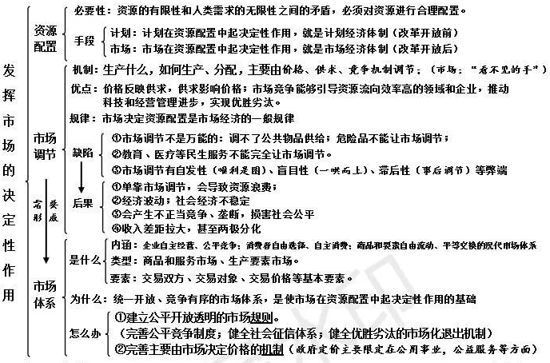 发挥市场的决定性作用
资源配置
必要性：资源的有限性和人类需求的无限性之间的矛盾，必须对资源进行合理配置。
手段
计划：计划在资源配置中起决定性作用，就是计划经济体制（改革开放前）
市场：市场在资源配置中起决定性作用，就是市场经济体制（改革开放后）
市场调节
机制：生产什么，如何生产、分配，主要由价格、供求、竞争机制调节；（市场：“看不见的手”）
优点：价格反映供求，供求影响价格；市场竞争能够引导资源流向效率高的领域和企业，推动
科技和经营管理进步，实现优胜劣汰。
规律：市场决定资源配置是市场经济的一般规律
缺陷
①市场调节不是万能的：调不了公共物品供给；危险品不能让市场调节；
②教育、医疗等民生服务不能完全让市场调节。
③市场调节有自发性（唯利是图）、盲目性（一哄而上）、滞后性（事后调节）等弊端
后果
①单靠市场调节，会导致资源浪费；
②经济波动；社会经济不稳定
③会产生不正当竞争、垄断，损害社会公平
④收入差距拉大，甚至两极分化
市场体系
是什么
内涵：企业自主经营、公平竞争；消费者自由选择、自主消费；商品和要素自由流动、平等交换的现代市场体系
类型：商品和服务市场、生产要素市场。
要素：交易双方、交易对象、交易价格等基本要素。
为什么：统一开放、竞争有序的市场体系，是使市场在资源配置中起决定性作用的基础
怎么办
①建立公平开放透明的市场规则。
（完善公平竞争制度；健全社会征信体系；健全优胜劣汰的市场化退出机制）
②完善主要由市场决定价格的机制（政府定价主要限定在公用事业，公益服务等方面）